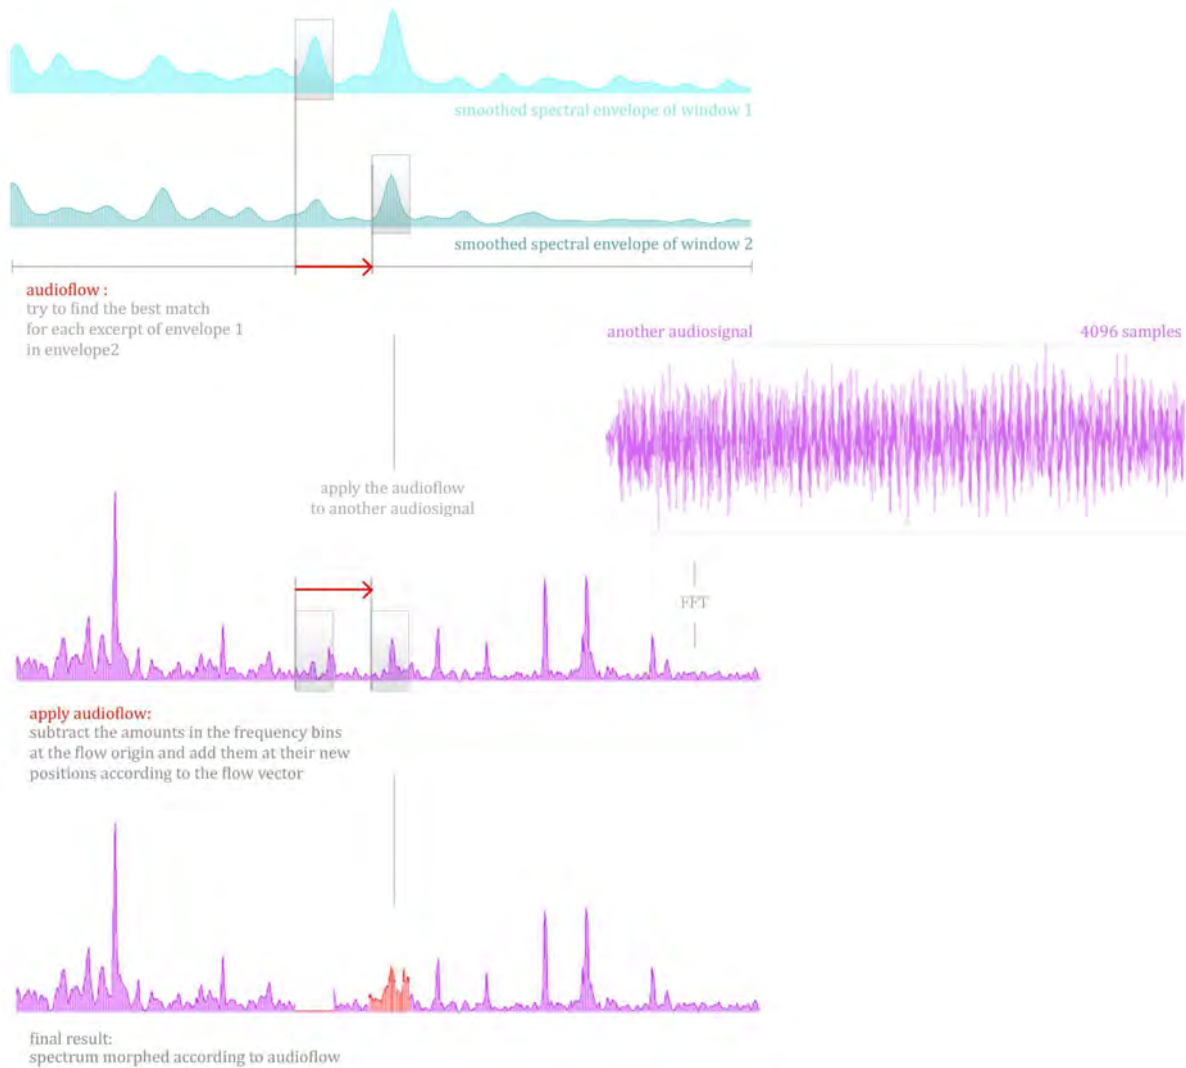 smoothed spectral envelope of window 1
smoothed spectral envelope of window 2
audioflow :
try to find the best match
for each excerpt of envelope 1
in envelope2
another audiosignal
4096 samples
apply the audioflow
to another audiosignal
FFT
apply audioflow:
subtract the amounts in the frequency bins
at the flow origin and add them at their new
positions according to the flow vector
final result:
spectrum morphed according to audioflow